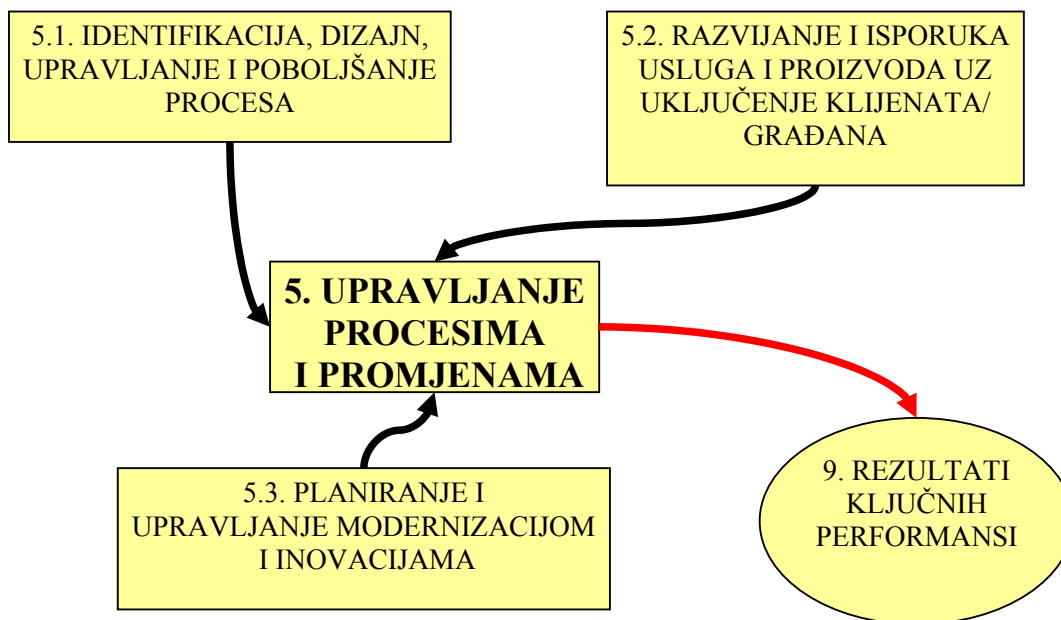 5.1. IDENTIFIKACIJA, DIZAJN,
UPRAVLJANJE I POBOLJŠANJE
PROCESA
5.2. RAZVIJANJE I ISPORUKA
USLUGA I PROIZVODA UZ
UKLJUČENJE KLIJENATA/
GRAĐANA
5. UPRAVLJANJE
PROCESIMA
I PROMJENAMA
5.3. PLANIRANJE I
UPRAVLJANJE MODERNIZACIJOM
I INOVACIJAMA
9. REZULTATI
KLJUČNIH
PERFORMANSI